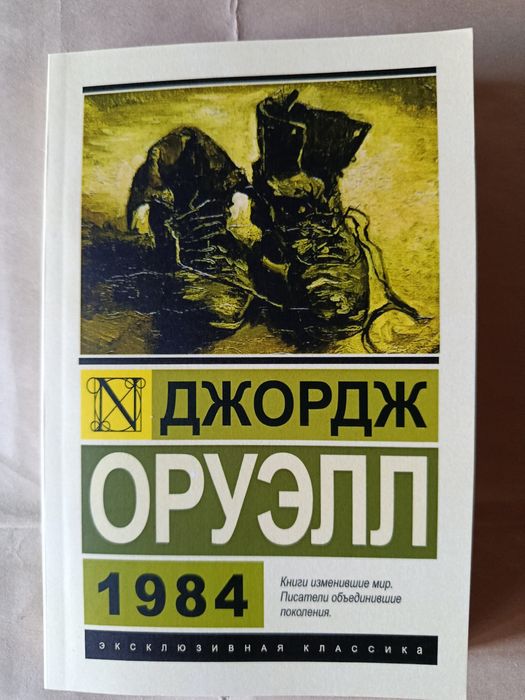 N ДЖОРДЖ
ОРУЭЛЛ
1984
Книги изменившие мир.
Писатели объединившие
поколения.
ЭКСКЛЮЗИВНАЯ КЛАССИКА